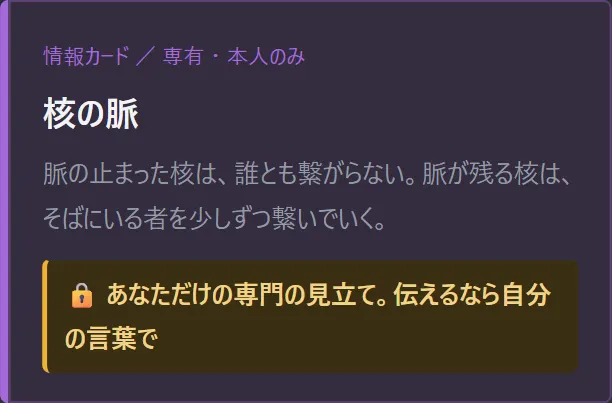 情報カード ／ 専有・本人のみ
核の脈
脈の止まった核は、誰とも繋がらない。脈が残る核は、
そばにいる者を少しずつ繋いでいく。
🔒 あなただけの専門の見立て。伝えるなら自分
の言葉で